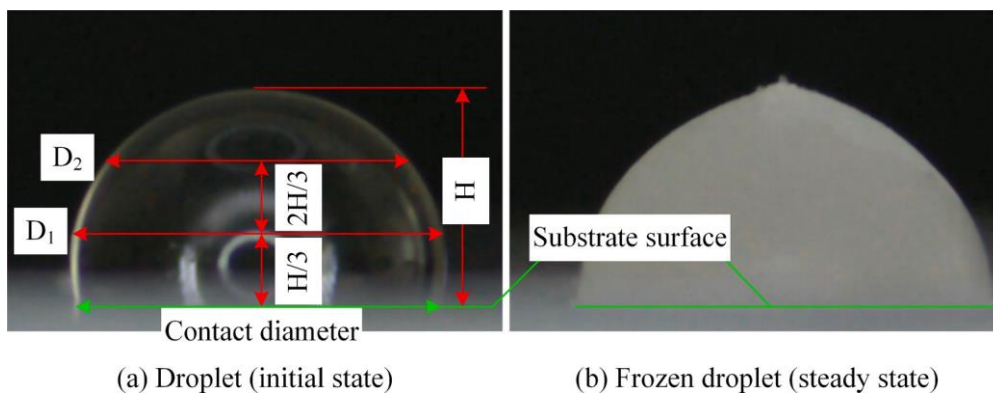 D2
D1
2H/3
H/3
H
Contact diameter
Substrate surface
(a) Droplet (initial state)
(b) Frozen droplet (steady state)